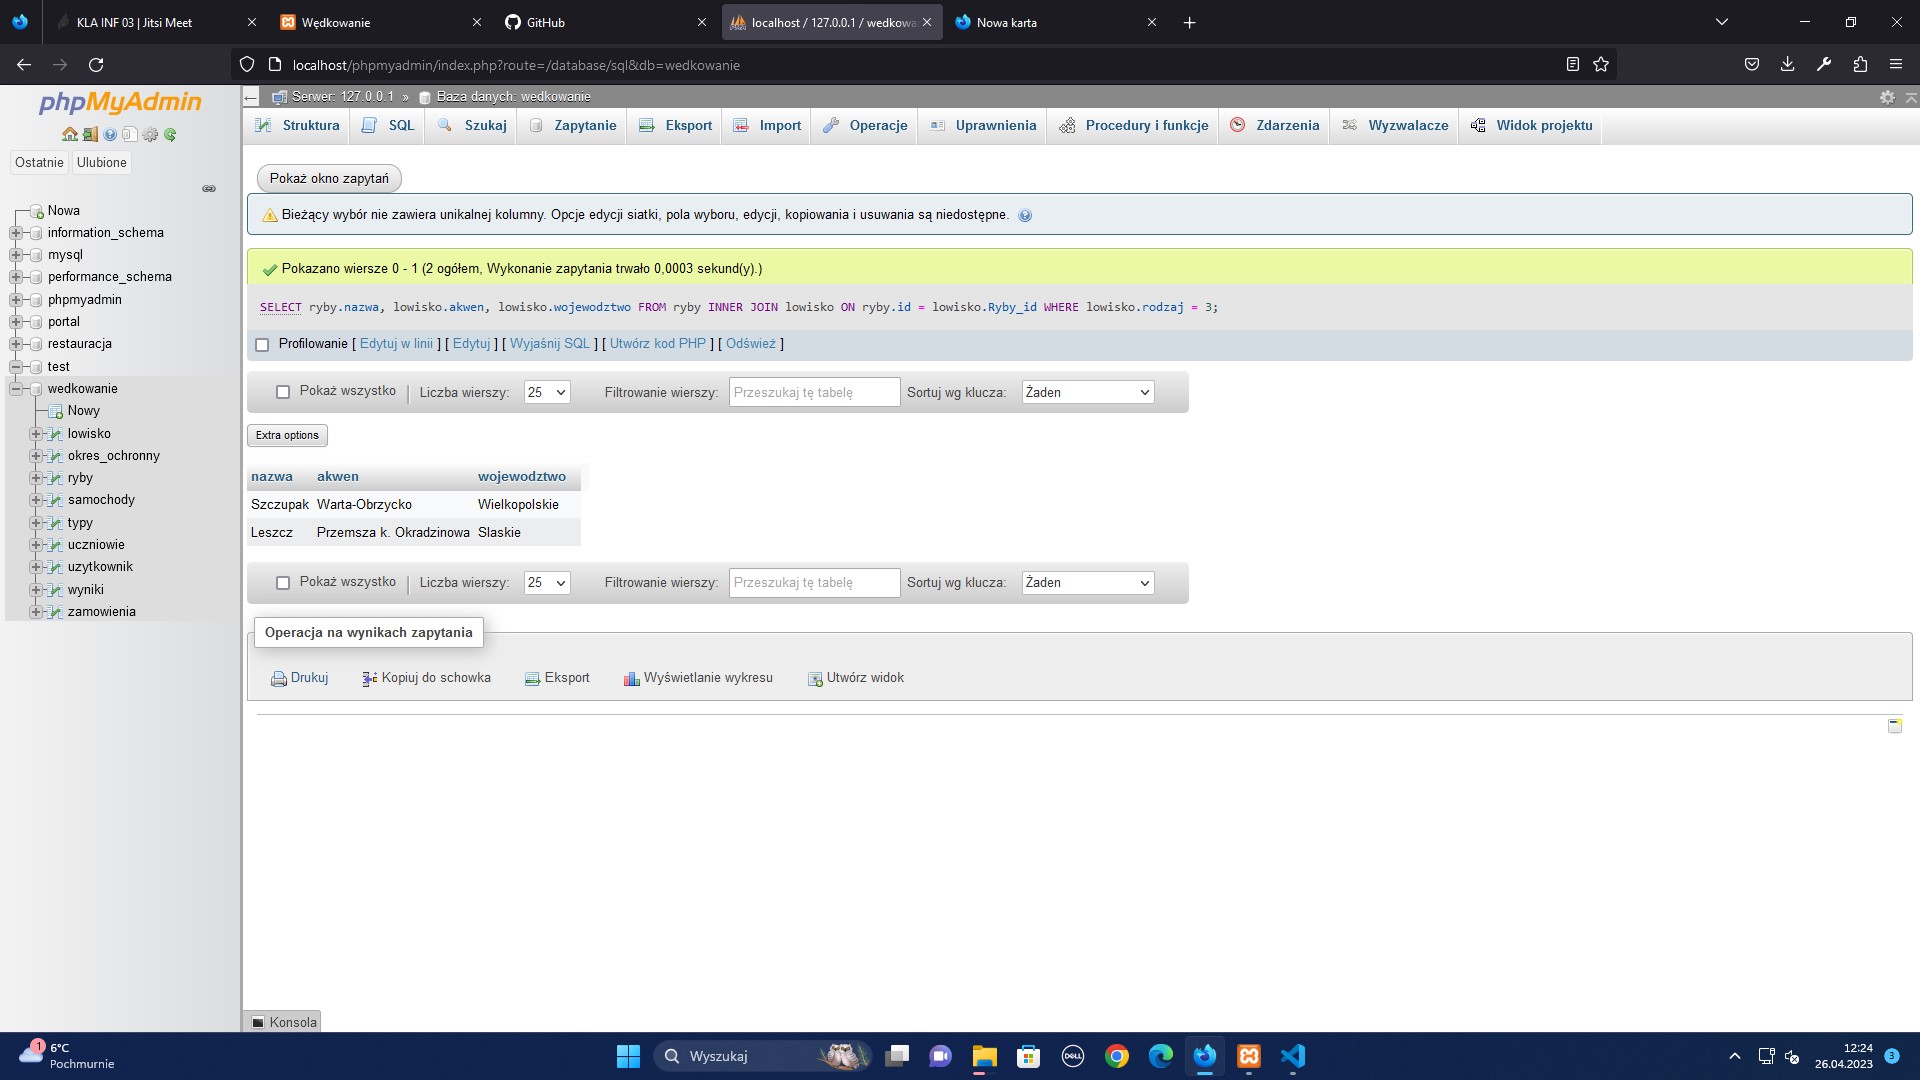 KLA INF 03 | Jitsi Meet
Wędkowanie
GitHub
localhost / 127.0.0.1 / wedkowa
Nowa karta
localhost/phpmyadmin/index.php?route=/database/sql&db=wedkowanie
phpMyAdmin
Ostatnie
Ulubione
Nowa
information_schema
mysql
performance_schema
phpmyadmin
portal
restauracja
test
wedkowanie
Nowy
lowisko
okres_ochronny
ryby
samochody
typy
uczniowie
uzytkownik
wyniki
zamowienia
Serwer: 127.0.0.1 » Baza danych: wedkowanie
Struktura SQL Szukaj Zapytanie Eksport Import Operacje Uprawnienia Procedury i funkcje Zdarzenia Wyzwalacze Widok projektu
Pokaż okno zapytań
Bieżący wybór nie zawiera unikalnej kolumny. Opcje edycji siatki, pola wyboru, edycji, kopiowania i usuwania są niedostępne.
Pokazano wiersze 0 - 1 (2 ogółem, Wykonanie zapytania trwało 0,0003 sekund(y).)
SELECT ryby.nazwa, lowisko.akwen, lowisko.wojewodztwo FROM ryby INNER JOIN lowisko ON ryby.id = lowisko.Ryby_id WHERE lowisko.rodzaj = 3;
Profilowanie [ Edytuj w linii ] [ Edytuj ] [ Wyjaśnij SQL ] [ Utwórz kod PHP ] [ Odśwież ]
Pokaż wszystko | Liczba wierszy: 25 Filtrowanie wierszy: Przeszukaj tę tabelę Sortuj wg klucza: Żaden
Extra options
nazwa akwen wojewodztwo
Szczupak Warta-Obrzycko Wielkopolskie
Leszcz Przemsza k. Okradzinowa Slaskie
Pokaż wszystko | Liczba wierszy: 25 Filtrowanie wierszy: Przeszukaj tę tabelę Sortuj wg klucza: Żaden
Operacja na wynikach zapytania
Drukuj Kopiuj do schowka Eksport Wyświetlanie wykresu Utwórz widok
Konsola
1
6°C
Pochmurnie
Wyszukaj
DELL
12:24
26.04.2023
3